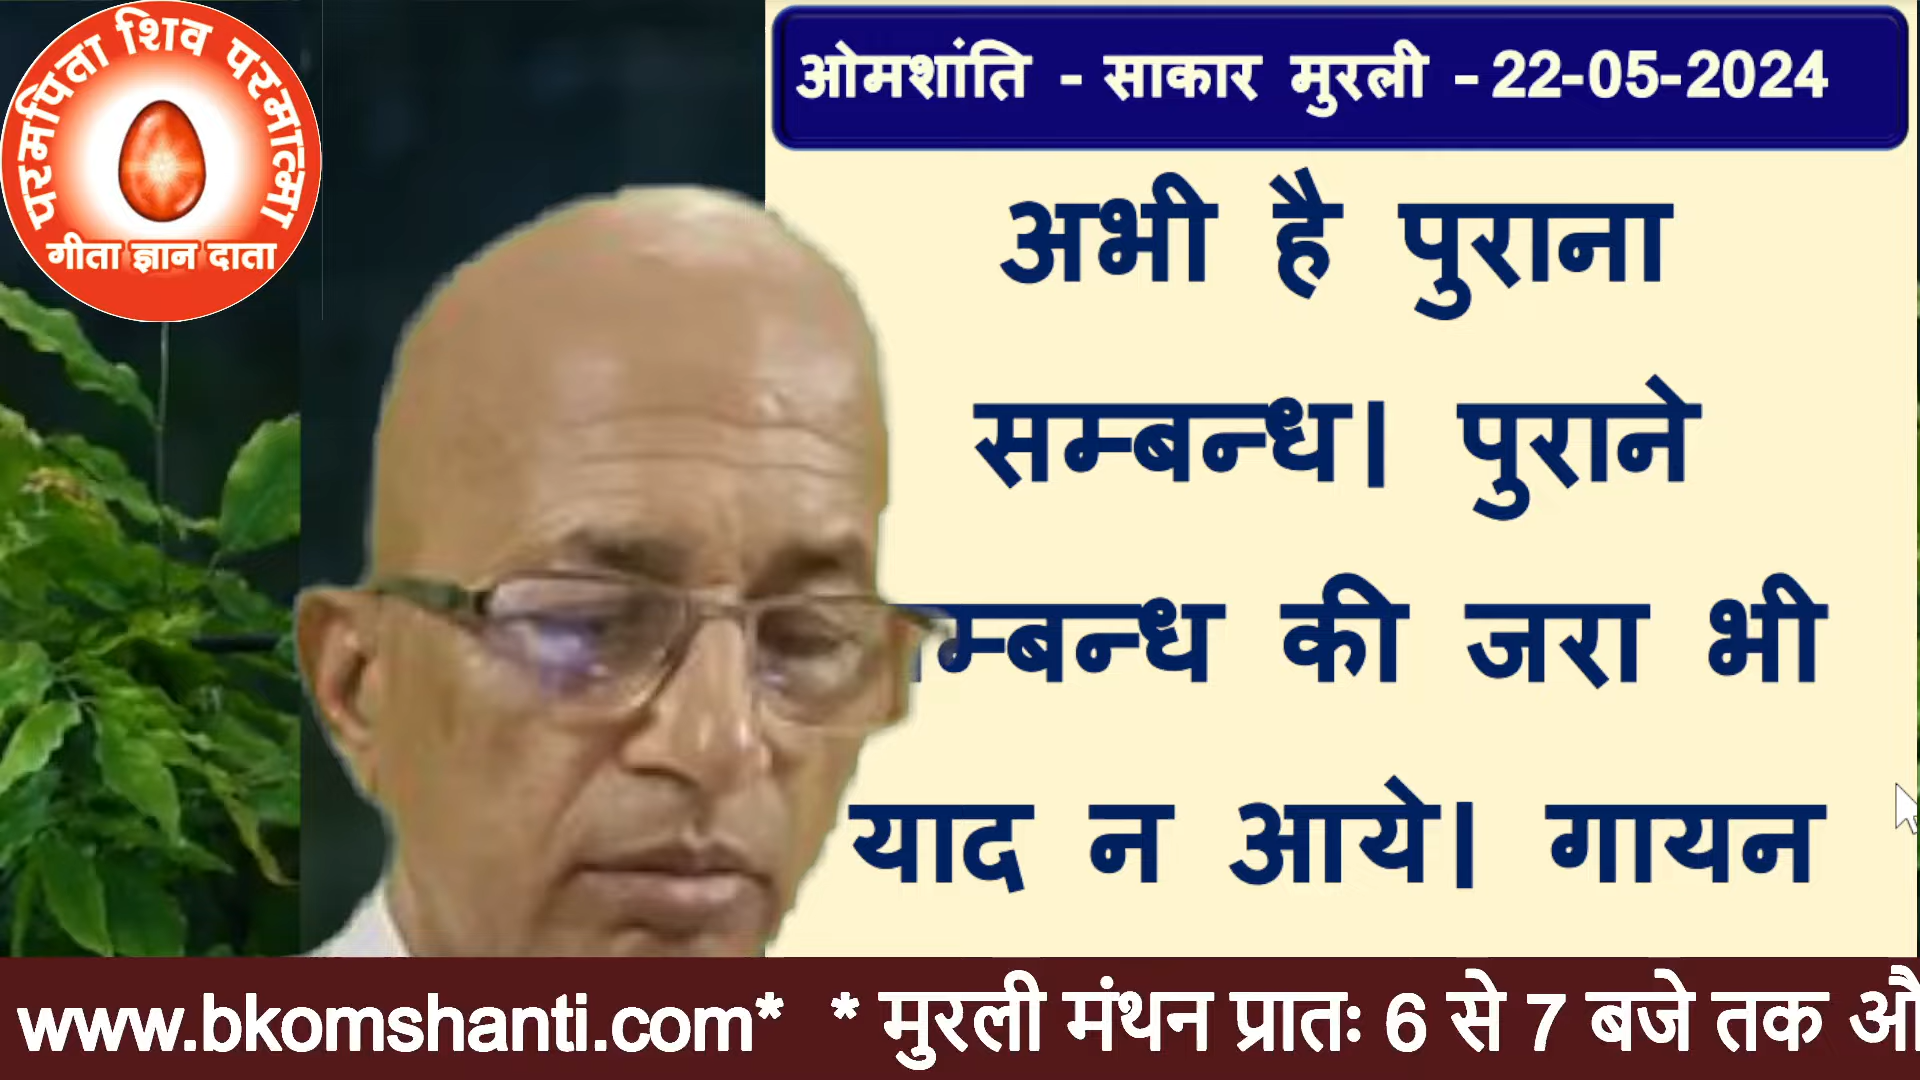 परमपिता शिव परमात्मा
गीता ज्ञान दाता
ओमशांति - साकार मुरली - 22-05-2024
अभी है पुराना
सम्बन्ध। पुराने
की जरा भी
याद न आये। गायन
www.bkomshanti.com* * मुरली मंथन प्रातः 6 से 7 बजे तक